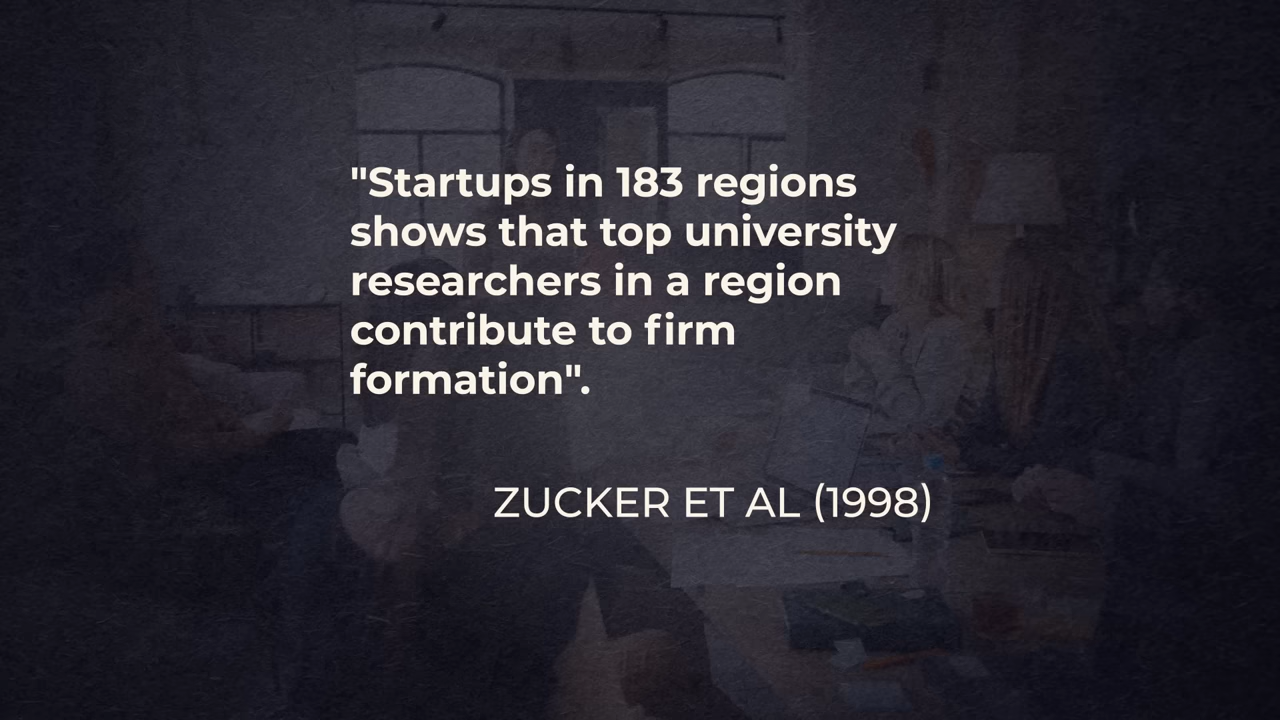 "Startups in 183 regions
shows that top university
researchers in a region
contribute to firm
formation".
ZUCKER ET AL (1998)